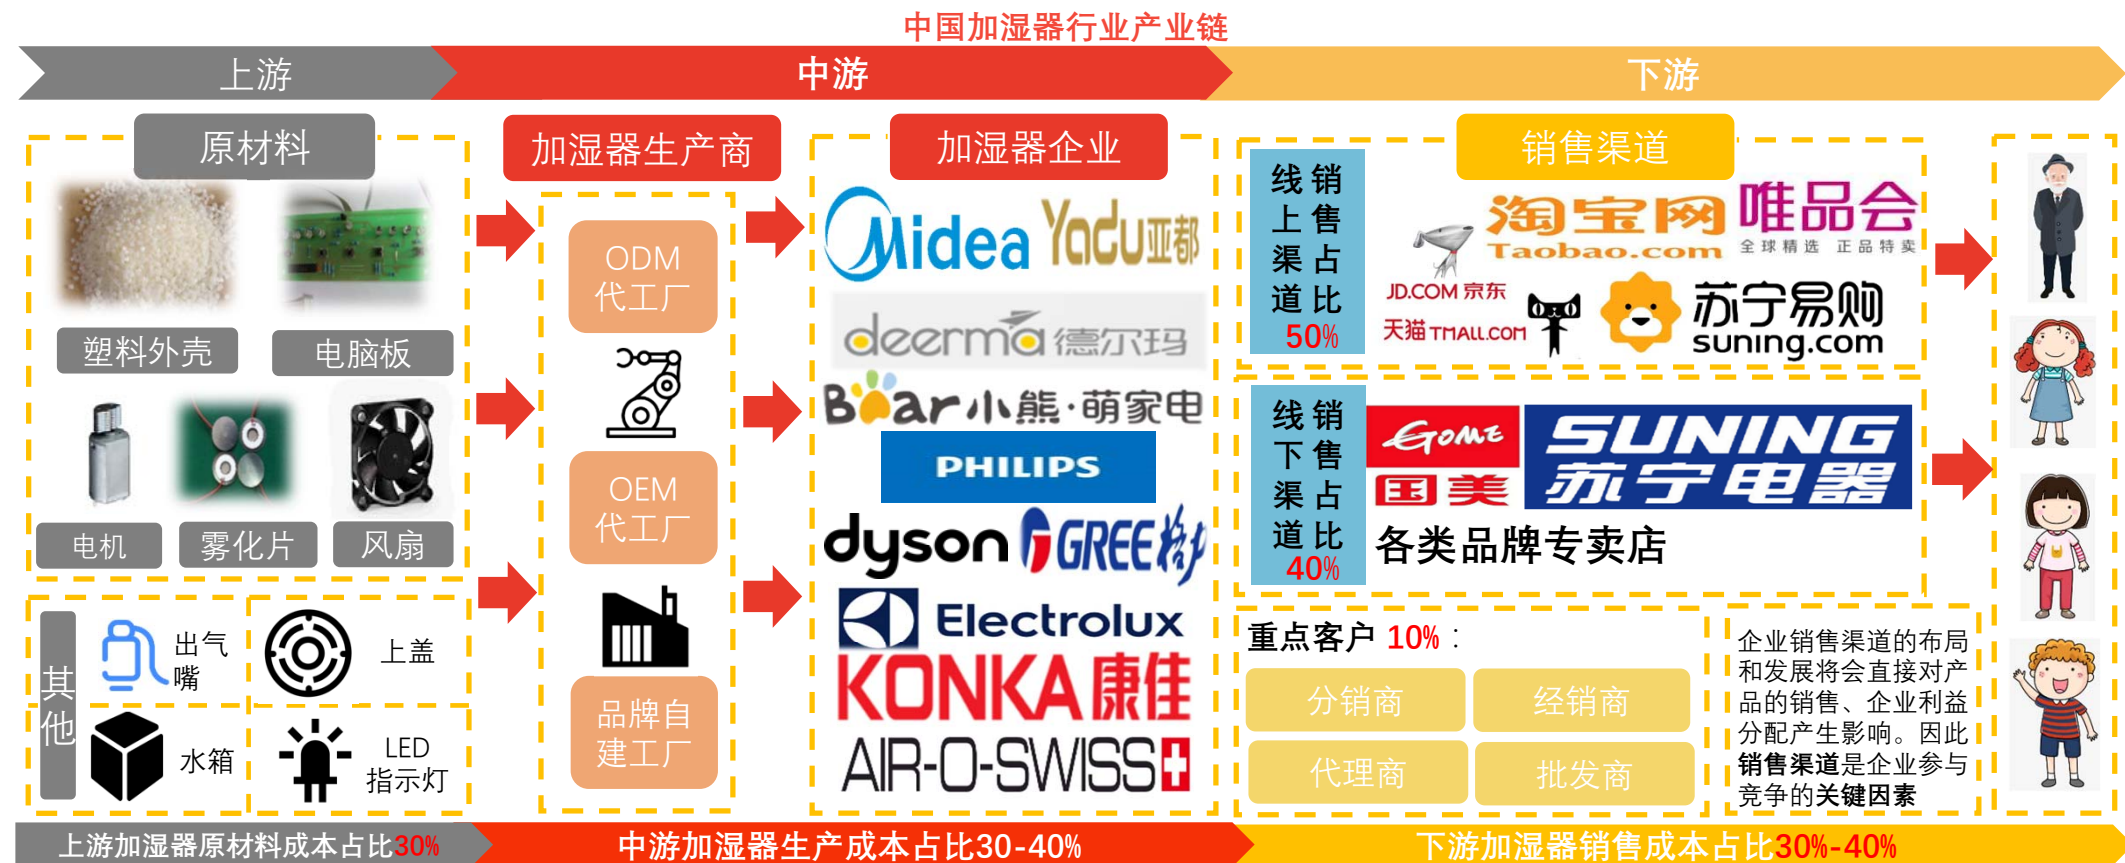 中国加湿器行业产业链
上游
中游
下游
原材料
塑料外壳
电脑板
电机
雾化片
风扇
其他
出气嘴
上盖
水箱
LED
指示灯
加湿器生产商
ODM
代工厂
OEM
代工厂
品牌自
建工厂
加湿器企业
Midea
Yadu亚都
deerma德尔玛
Bear小熊·萌家电
PHILIPS
dyson
GREE格力
Electrolux
KONKA康佳
AIR-O-SWISS
销售渠道
线上销售渠道占比
50%
淘宝网
Taobao.com
唯品会
全球精选 正品特卖
JD.COM 京东
天猫 TMALL.COM
苏宁易购
suning.com
线下销售渠道占比
40%
GOME
国美
SUNING
苏宁电器
各类品牌专卖店
重点客户 10%：
分销商
经销商
代理商
批发商
企业销售渠道的布局
和发展将会直接对产
品的销售、企业利益
分配产生影响。因此
销售渠道是企业参与
竞争的关键因素
上游加湿器原材料成本占比30%
中游加湿器生产成本占比30-40%
下游加湿器销售成本占比30%-40%